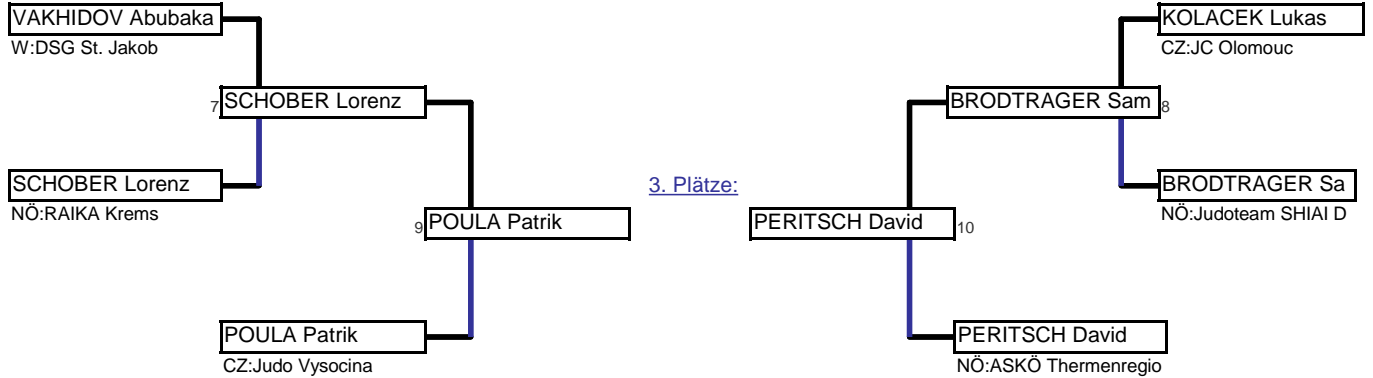 VAKHIDOV Abubaka
W:DSG St. Jakob
7 SCHOBER Lorenz
SCHOBER Lorenz
NÖ:RAIKA Krems
9 POULA Patrik
POULA Patrik
CZ:Judo Vysocina
3. Plätze:
KOLACEK Lukas
CZ:JC Olomouc
BRODTRAGER Sam 8
BRODTRAGER Sa
NÖ:Judoteam SHIAI D
PERITSCH David 10
PERITSCH David
NÖ:ASKÖ Thermenregio